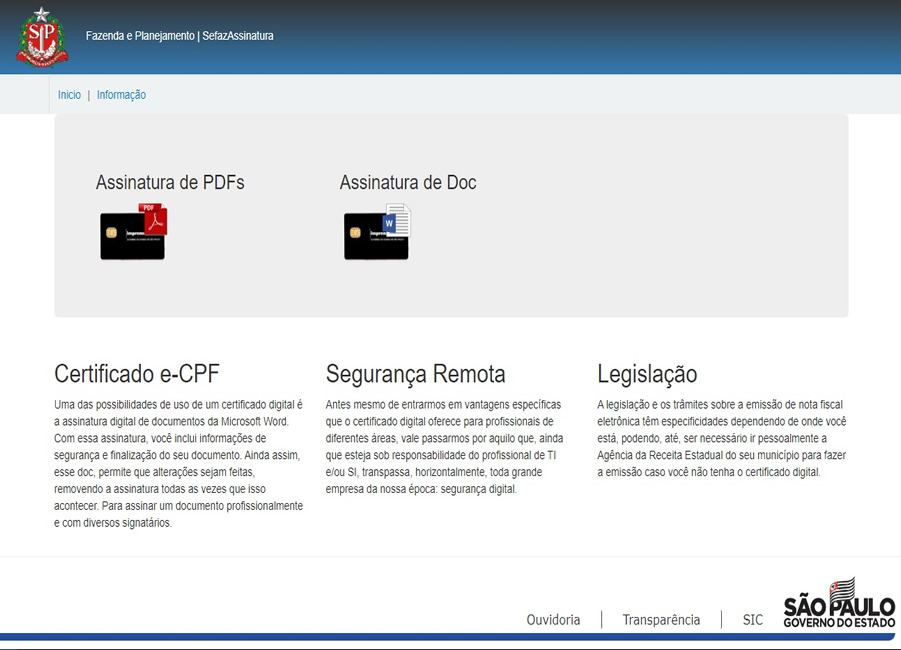 SP
Fazenda e Planejamento | SefazAssinatura
Inicio | Informação
Assinatura de PDFs
Assinatura de Doc
PDF
W
Certificado e-CPF
Uma das possibilidades de uso de um certificado digital é
a assinatura digital de documentos da Microsoft Word.
Com essa assinatura, você inclui informações de
segurança e finalização do seu documento. Ainda assim,
esse doc, permite que alterações sejam feitas,
removendo a assinatura todas as vezes que isso
acontecer. Para assinar um documento profissionalmente
e com diversos signatários.
Segurança Remota
Antes mesmo de entrarmos em vantagens específicas
que o certificado digital oferece para profissionais de
diferentes áreas, vale passarmos por aquilo que, ainda
que esteja sob responsabilidade do profissional de TI
e/ou SI, transpassa, horizontalmente, toda grande
empresa da nossa época: segurança digital.
Legislação
A legislação e os trâmites sobre a emissão de nota fiscal
eletrônica têm especificidades dependendo de onde você
está, podendo, até, ser necessário ir pessoalmente a
Agência da Receita Estadual do seu município para fazer
a emissão caso você não tenha o certificado digital.
Ouvidoria
Transparência
SIC
SÃO PAULO
GOVERNO DO ESTADO